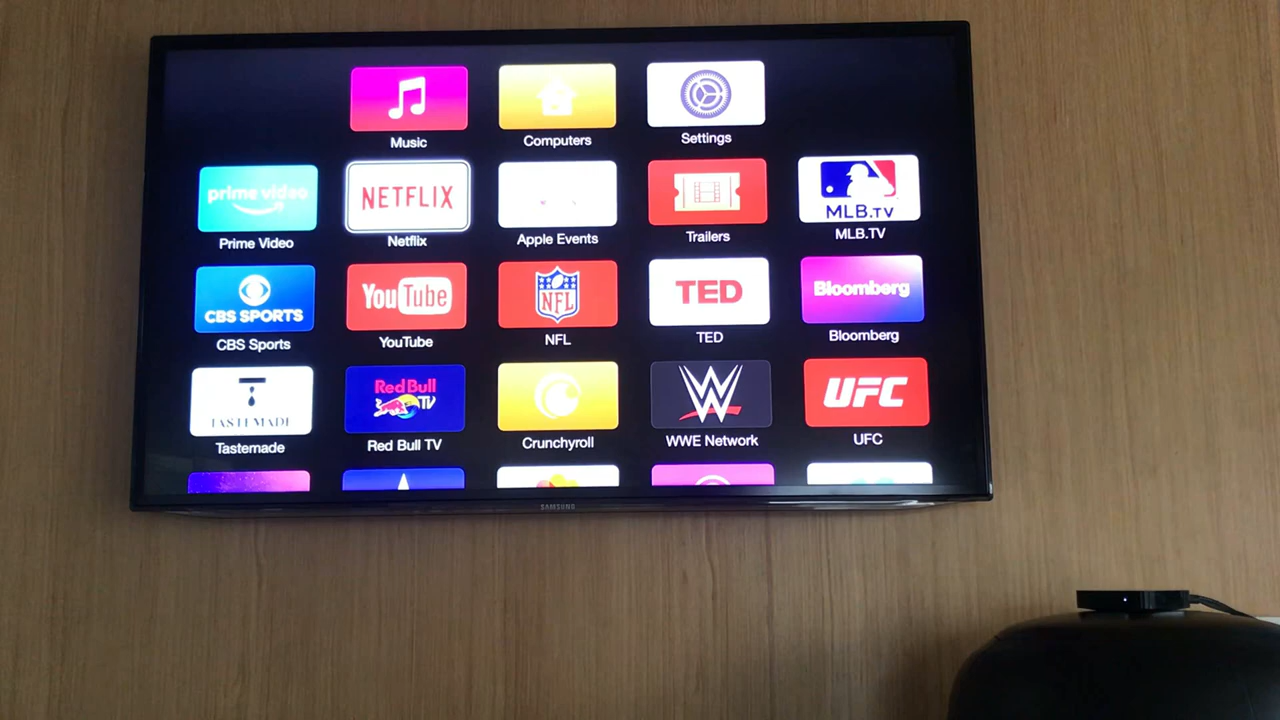 Music
Computers
Settings
prime video
Prime Video
NETFLIX
Netflix
Apple Events
Trailers
MLB.TV
MLB.TV
CBS SPORTS
CBS Sports
YouTube
YouTube
NFL
NFL
TED
TED
Bloomberg
Bloomberg
TASTEMADE
Tastemade
Red Bull
TV
Red Bull TV
Crunchyroll
W
WWE Network
UFC
UFC
SAMSUNG